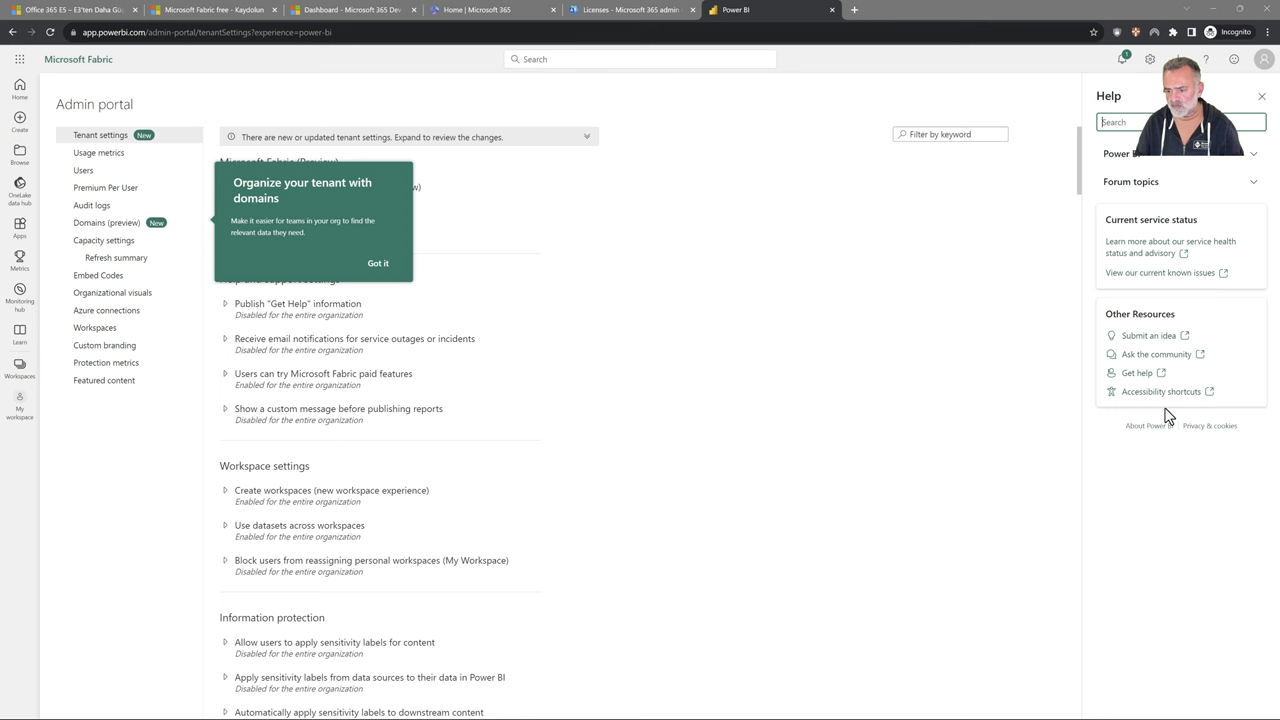 Office 365 E5 – E3'ten Daha Güç
Microsoft Fabric free - Kaydolun
Dashboard - Microsoft 365 Dev
Home | Microsoft 365
Licenses - Microsoft 365 admin
Power BI
app.powerbi.com/admin-portal/tenantSettings?experience=power-bi
Incognito
Microsoft Fabric
Search
1
Home
Create
Browse
OneLake
data hub
Apps
Metrics
Monitoring
hub
Learn
Workspaces
My
workspace
Admin portal
Tenant settings New
Usage metrics
Users
Premium Per User
Audit logs
Domains (preview) New
Capacity settings
Refresh summary
Embed Codes
Organizational visuals
Azure connections
Workspaces
Custom branding
Protection metrics
Featured content
There are new or updated tenant settings. Expand to review the changes.
Filter by keyword
Organize your tenant with
domains
Make it easier for teams in your org to find the
relevant data they need.
Got it
Publish "Get Help" information
Disabled for the entire organization
Receive email notifications for service outages or incidents
Disabled for the entire organization
Users can try Microsoft Fabric paid features
Enabled for the entire organization
Show a custom message before publishing reports
Disabled for the entire organization
Workspace settings
Create workspaces (new workspace experience)
Enabled for the entire organization
Use datasets across workspaces
Enabled for the entire organization
Block users from reassigning personal workspaces (My Workspace)
Disabled for the entire organization
Information protection
Allow users to apply sensitivity labels for content
Disabled for the entire organization
Apply sensitivity labels from data sources to their data in Power BI
Disabled for the entire organization
Automatically apply sensitivity labels to downstream content
Help
Search
Power B
Forum topics
Current service status
Learn more about our service health
status and advisory
View our current known issues
Other Resources
Submit an idea
Ask the community
Get help
Accessibility shortcuts
About Power BI
Privacy & cookies